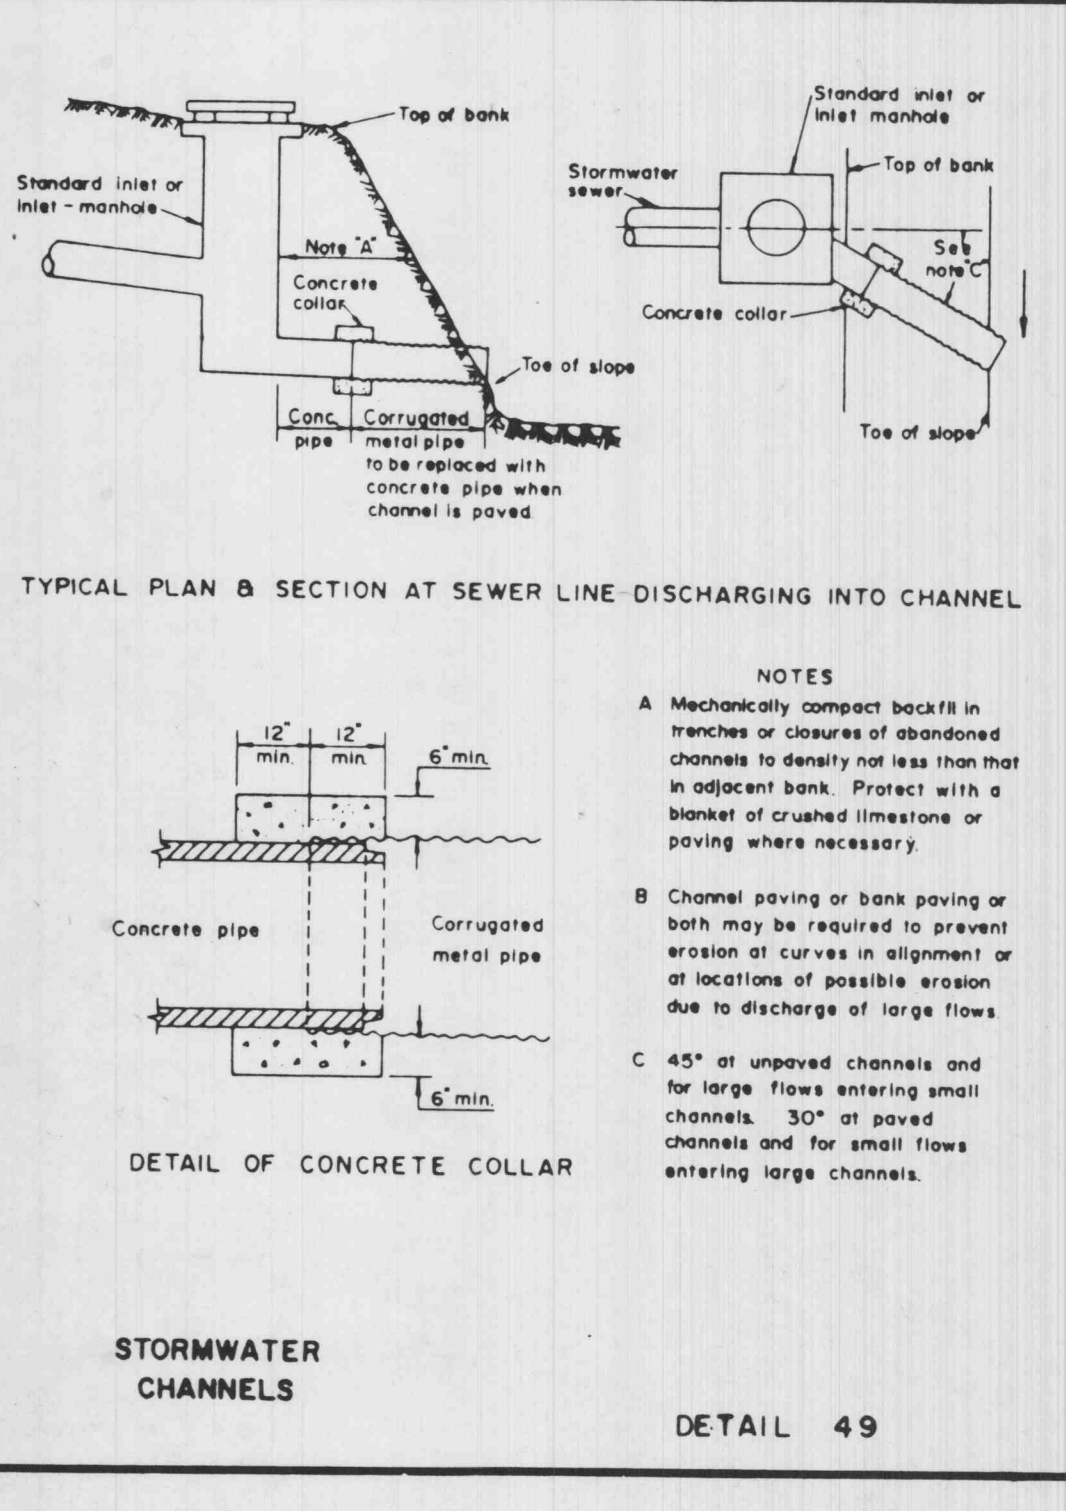 Top of bank
Standard inlet or
inlet - manhole
Note "A"
Concrete
collar
Toe of slope
Conc.
pipe
Corrugated
metal pipe
to be replaced with
concrete pipe when
channel is paved.
Standard inlet or
inlet manhole
Stormwater
sewer
Top of bank
See
note "C"
Concrete collar
Toe of slope
TYPICAL PLAN & SECTION AT SEWER LINE DISCHARGING INTO CHANNEL
12"
min.
12"
min.
6" min.
Concrete pipe
Corrugated
metal pipe
6" min.
DETAIL OF CONCRETE COLLAR
NOTES
A Mechanically compact backfill in
trenches or closures of abandoned
channels to density not less than that
in adjacent bank. Protect with a
blanket of crushed limestone or
paving where necessary.
B Channel paving or bank paving or
both may be required to prevent
erosion at curves in alignment or
at locations of possible erosion
due to discharge of large flows.
C 45° at unpaved channels and
for large flows entering small
channels. 30° at paved
channels and for small flows
entering large channels.
STORMWATER
CHANNELS
DETAIL 49